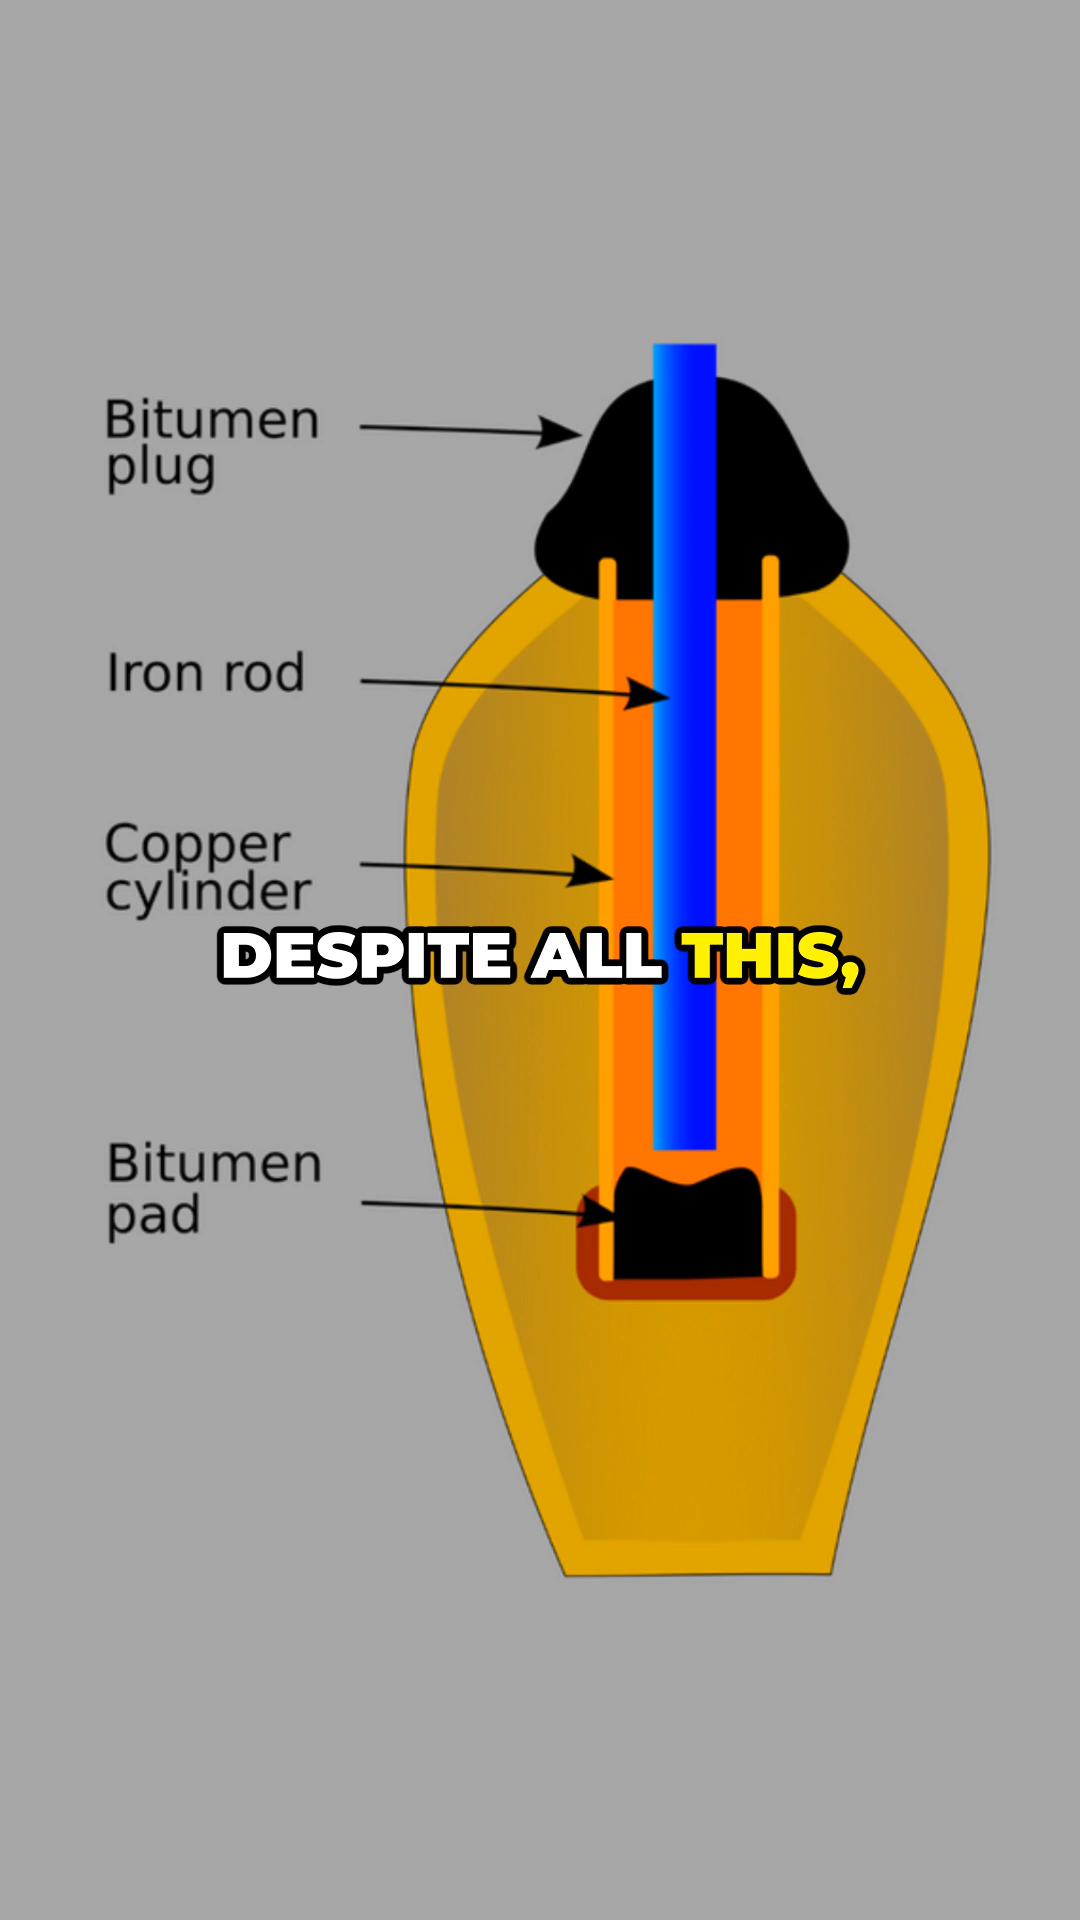 Bitumen
plug
Iron rod
Copper
cylinder
DESPITE ALL THIS,
Bitumen
pad